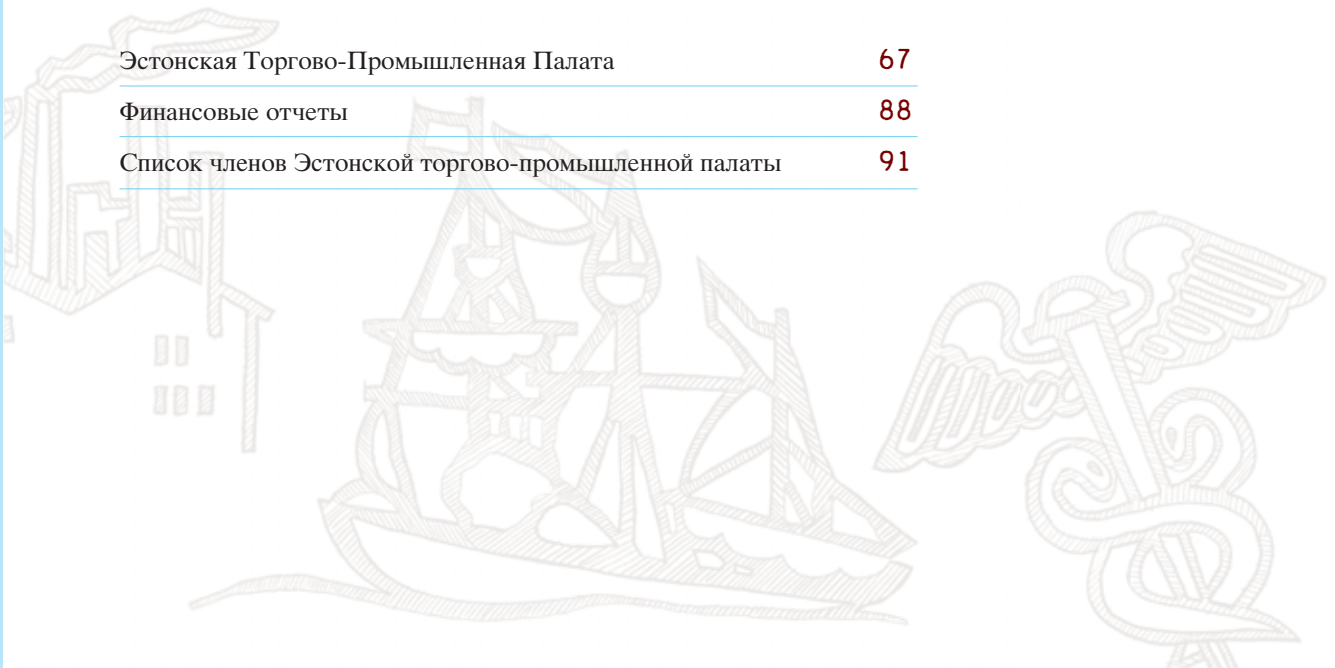 Эстонская Торгово-Промышленная Палата 67
Финансовые отчеты 88
Список членов Эстонской торгово-промышленной палаты 91